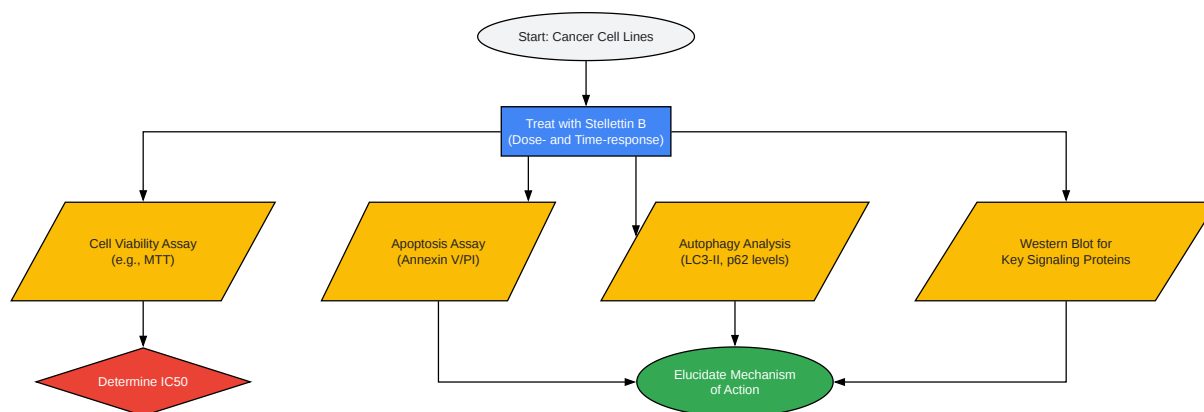 Start: Cancer Cell Lines
Treat with Stellettin B
(Dose- and Time-response)
Cell Viability Assay
(e.g., MTT)
Apoptosis Assay
(Annexin V/PI)
Autophagy Analysis
(LC3-II, p62 levels)
Western Blot for
Key Signaling Proteins
Determine IC50
Elucidate Mechanism
of Action